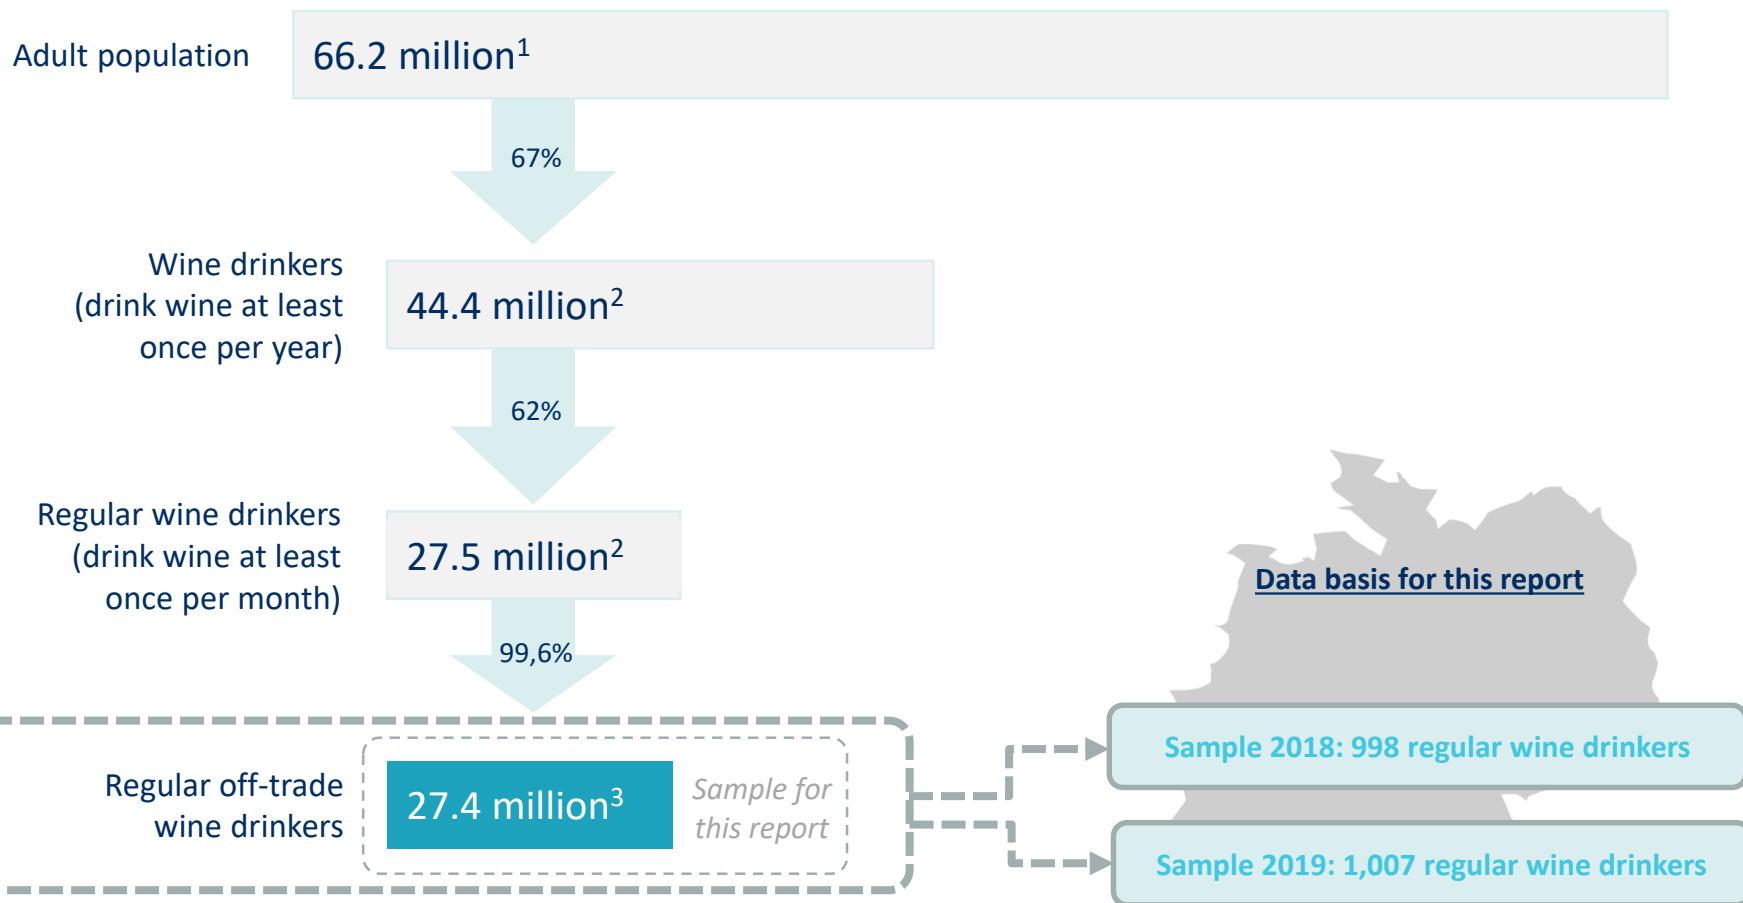 Adult population
66.2 million¹
67%
Wine drinkers
(drink wine at least
once per year)
44.4 million²
62%
Regular wine drinkers
(drink wine at least
once per month)
27.5 million²
99,6%
Regular off-trade
wine drinkers
27.4 million³
Sample for
this report
Data basis for this report
Sample 2018: 998 regular wine drinkers
Sample 2019: 1,007 regular wine drinkers